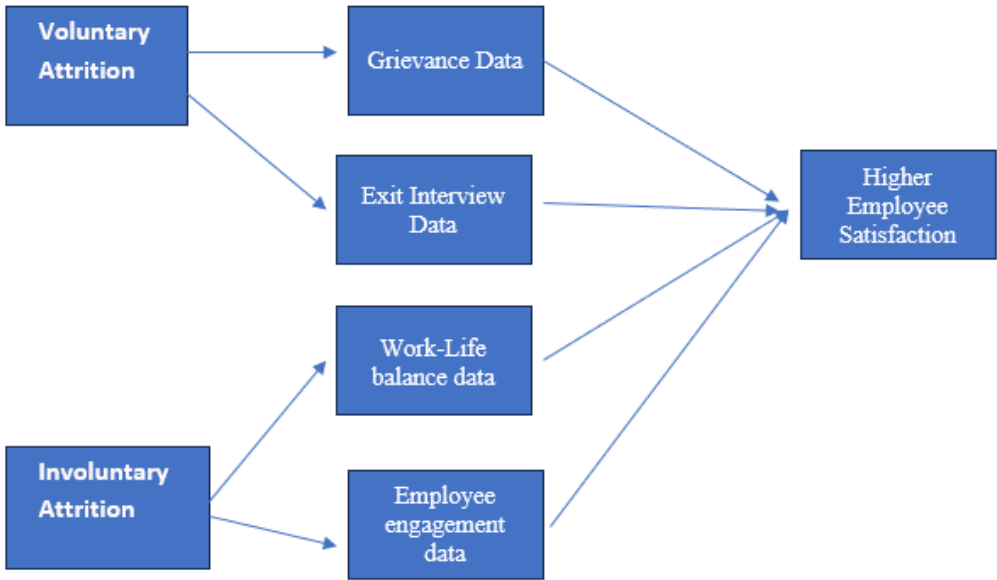 Voluntary
Attrition
Grievance Data
Exit Interview
Data
Higher
Employee
Satisfaction
Work-Life
balance data
Involuntary
Attrition
Employee
engagement
data